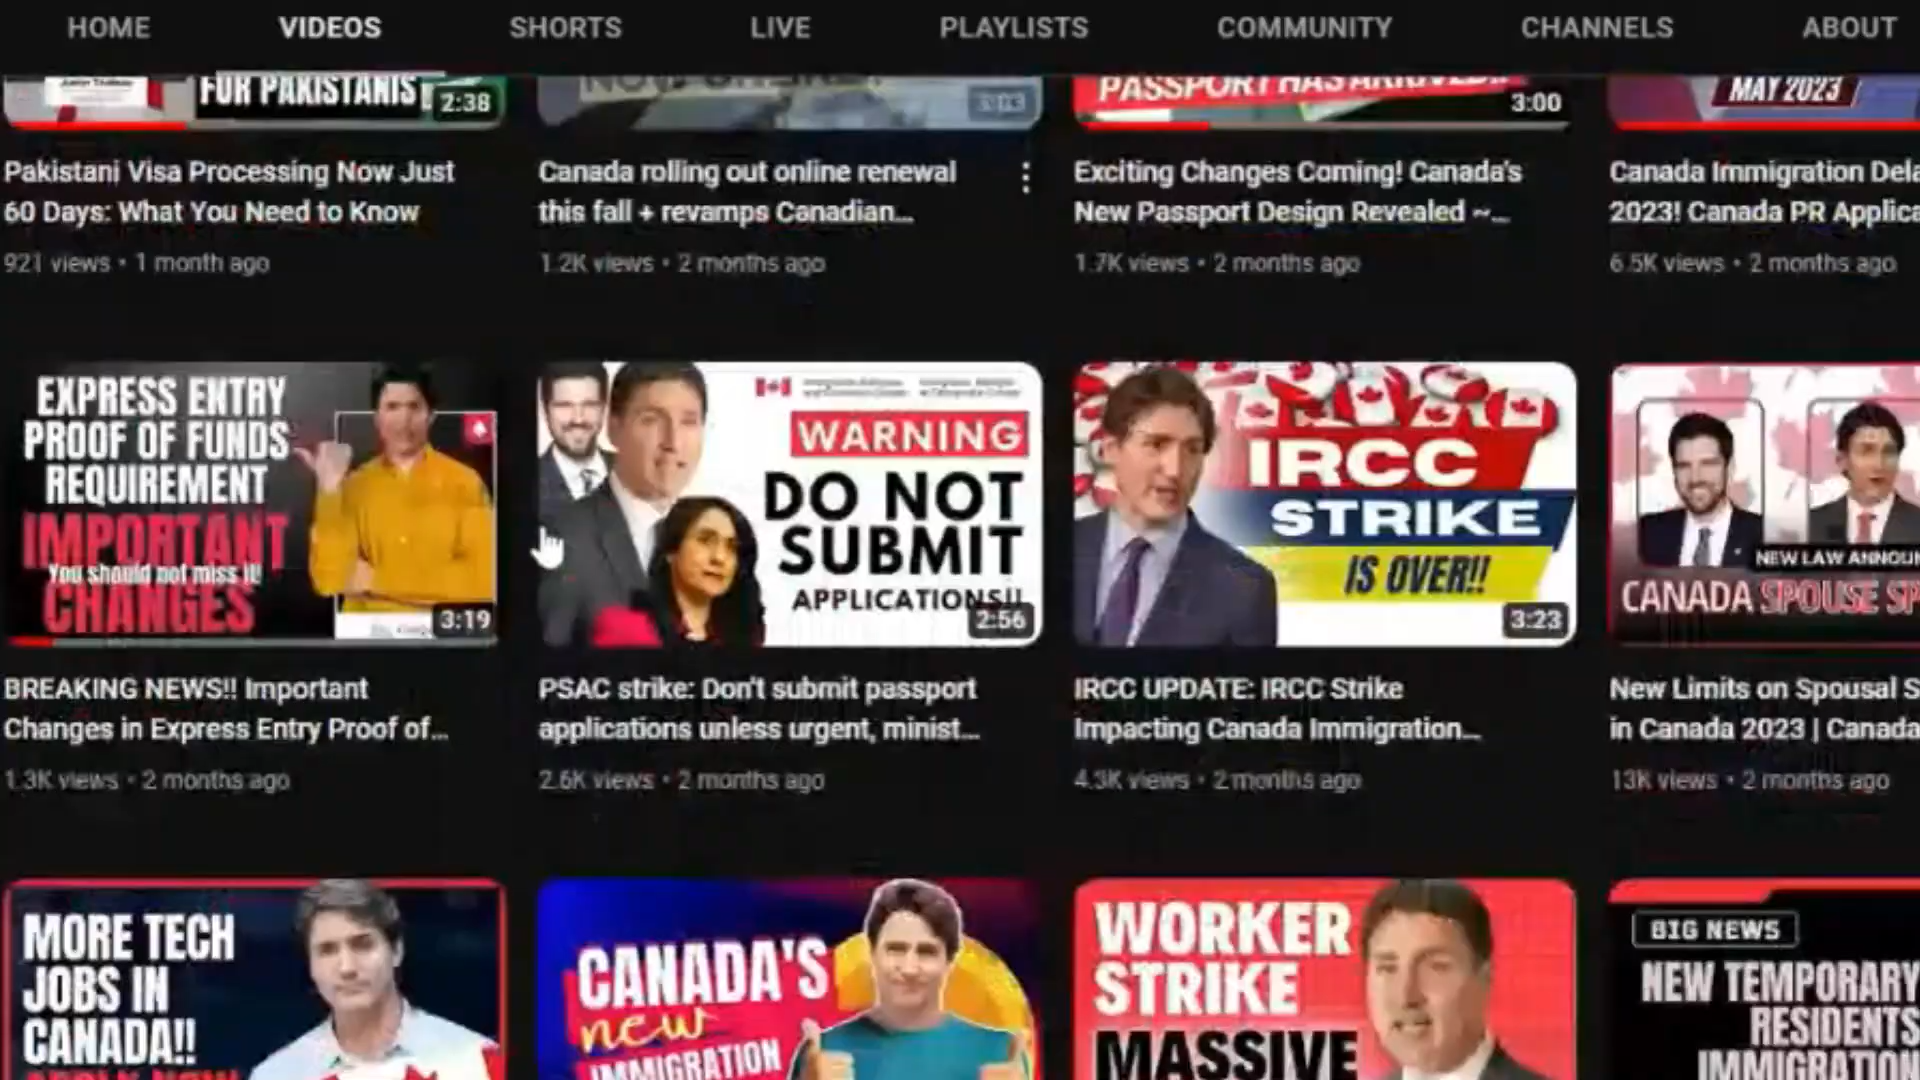 HOME VIDEOS SHORTS LIVE PLAYLISTS COMMUNITY CHANNELS ABOUT
FOR PAKISTANIS
2:38
3:03
PASSPORT HAS ARRIVED!!
3:00
MAY 2023
Pakistani Visa Processing Now Just
60 Days: What You Need to Know
921 views • 1 month ago
Canada rolling out online renewal
this fall + revamps Canadian...
1.2K views • 2 months ago
Exciting Changes Coming! Canada's
New Passport Design Revealed ~...
1.7K views • 2 months ago
Canada Immigration Dela
2023! Canada PR Applica
6.5K views • 2 months ago
EXPRESS ENTRY
PROOF OF FUNDS
REQUIREMENT
IMPORTANT
You should not miss it!
CHANGES
3:19
WARNING
DO NOT
SUBMIT
APPLICATIONS!!
2:56
IRCC
STRIKE
IS OVER!!
3:23
NEW LAW ANNOUN
CANADA SPOUSE SP
BREAKING NEWS!! Important
Changes in Express Entry Proof of...
1.3K views • 2 months ago
PSAC strike: Don't submit passport
applications unless urgent, minist...
2.6K views • 2 months ago
IRCC UPDATE: IRCC Strike
Impacting Canada Immigration...
4.3K views • 2 months ago
New Limits on Spousal S
in Canada 2023 | Canada
13K views • 2 months ago
MORE TECH
JOBS IN
CANADA!!
APPLY NOW
CANADA'S
new
IMMIGRATION
WORKER
STRIKE
MASSIVE
BIG NEWS
NEW TEMPORARY
RESIDENTS
IMMIGRATION